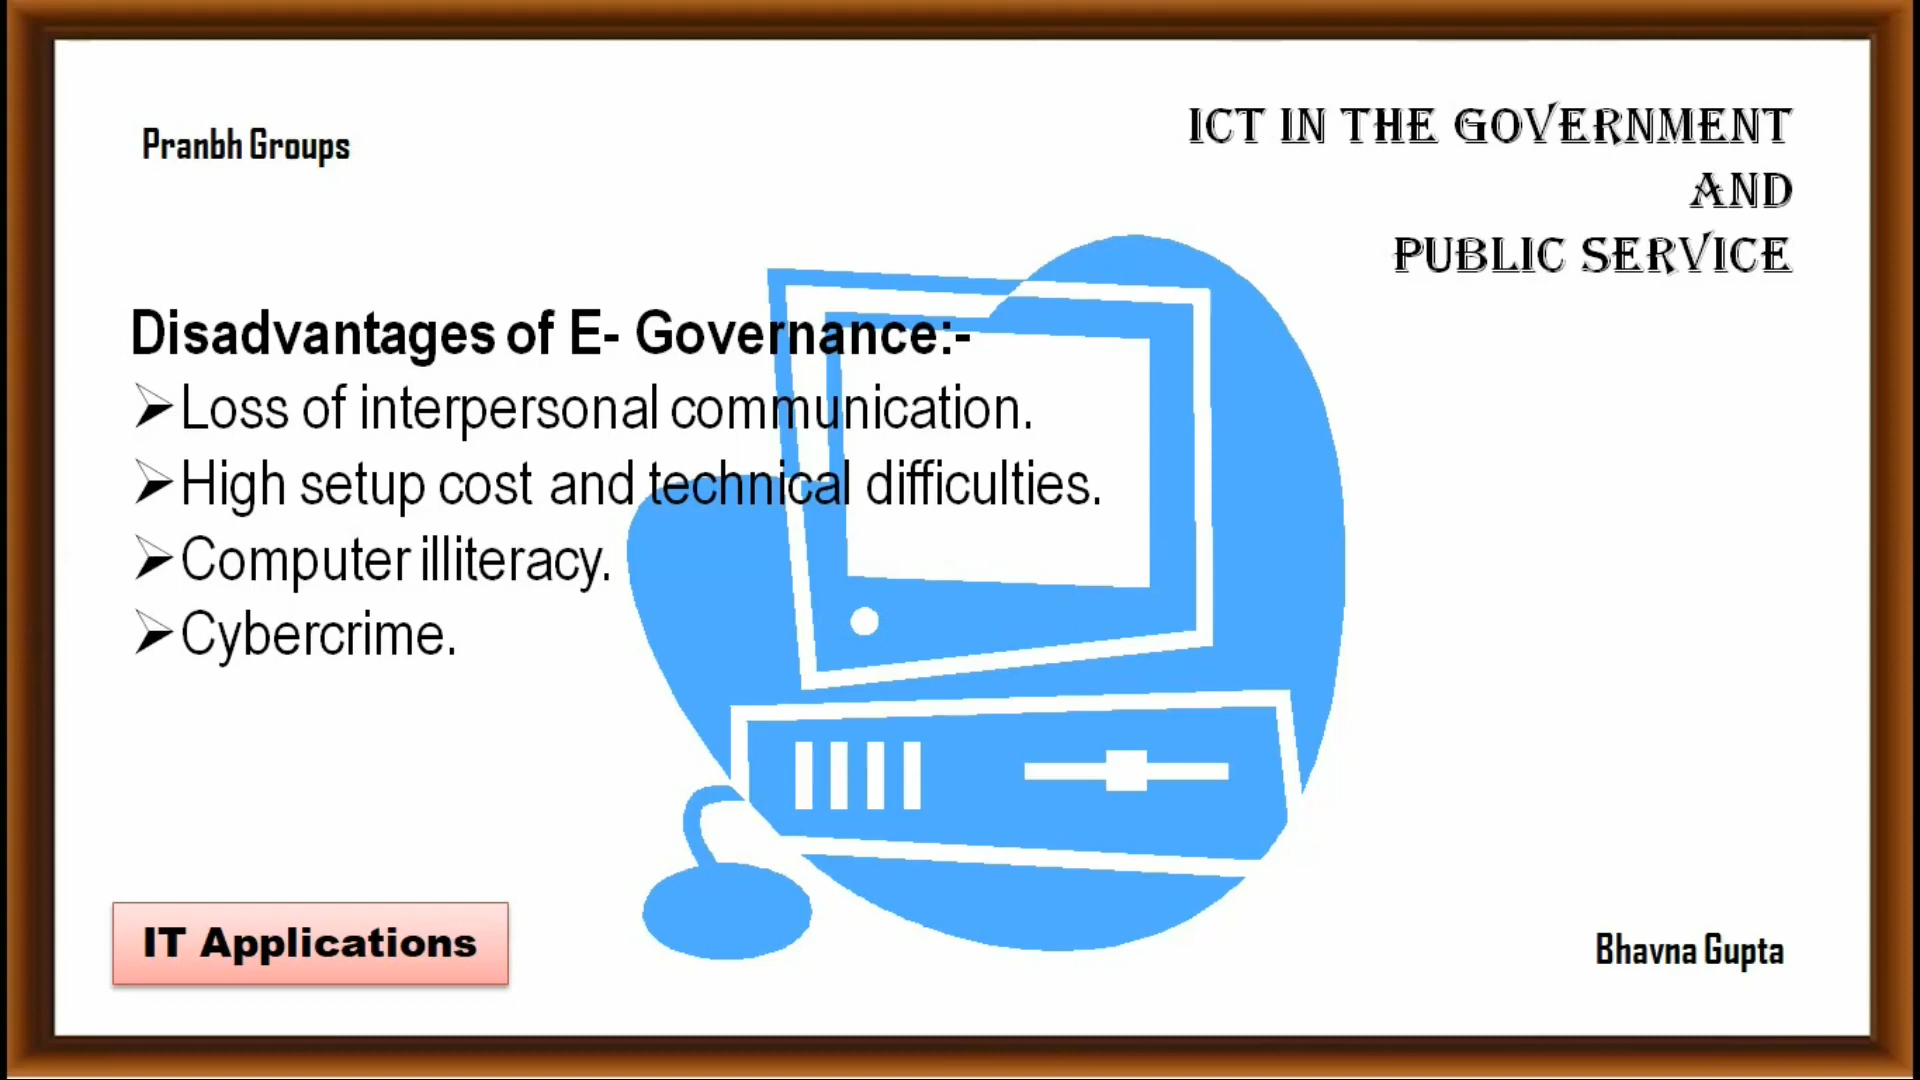 Pranbh Groups
ICT IN THE GOVERNMENT
AND
PUBLIC SERVICE
Disadvantages of E- Governance:-
➢Loss of interpersonal communication.
➢High setup cost and technical difficulties.
➢Computer illiteracy.
➢Cybercrime.
IT Applications
Bhavna Gupta